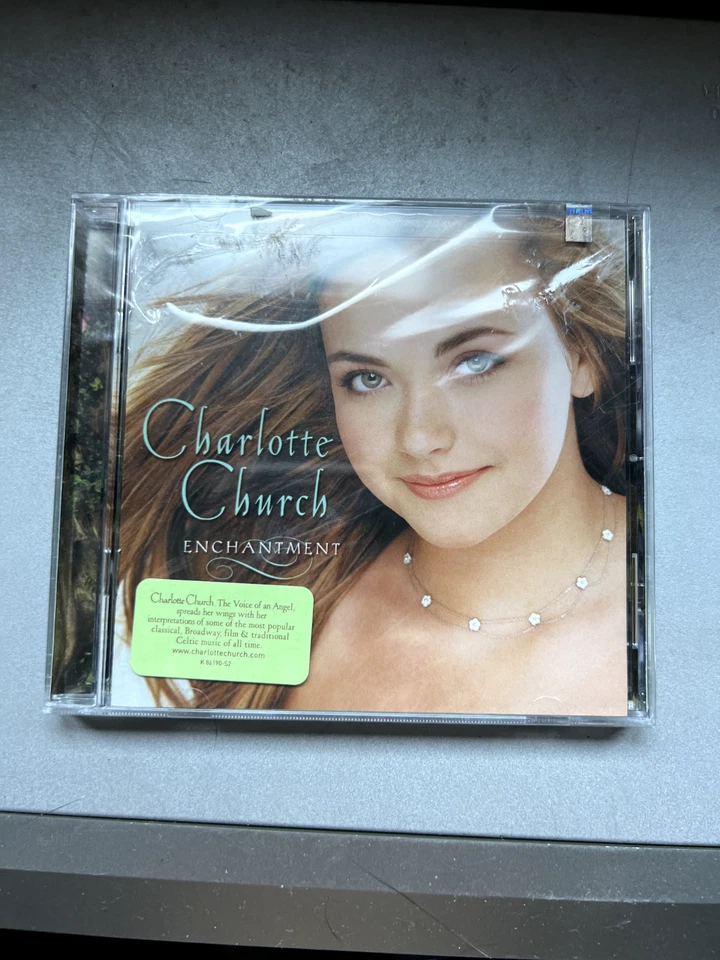 Charlotte
Church
ENCHANTMENT
Charlotte Church The Voice of an Angel,
spreads her wings with her
interpretations of some of the most popular
classical, Broadway, film & traditional
Celtic music of all time.
www.charlottechurch.com